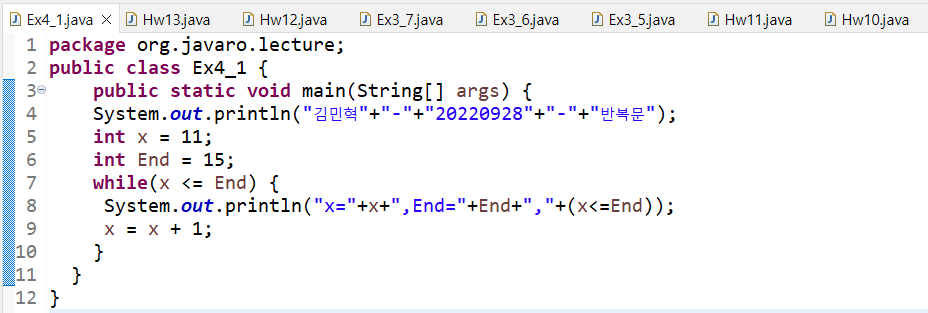 Ex4_1.java Hw13.java Hw12.java Ex3_7.java Ex3_6.java Ex3_5.java Hw11.java Hw10.java
1 package org.javaro.lecture;
2 public class Ex4_1 {
3 public static void main(String[] args) {
4 System.out.println("김민혁"+"-"+"20220928"+"-"+"반복문");
5 int x = 11;
6 int End = 15;
7 while(x <= End) {
8 System.out.println("x="+x+",End="+End+","+(x<=End));
9 x = x + 1;
10 }
11 }
12 }